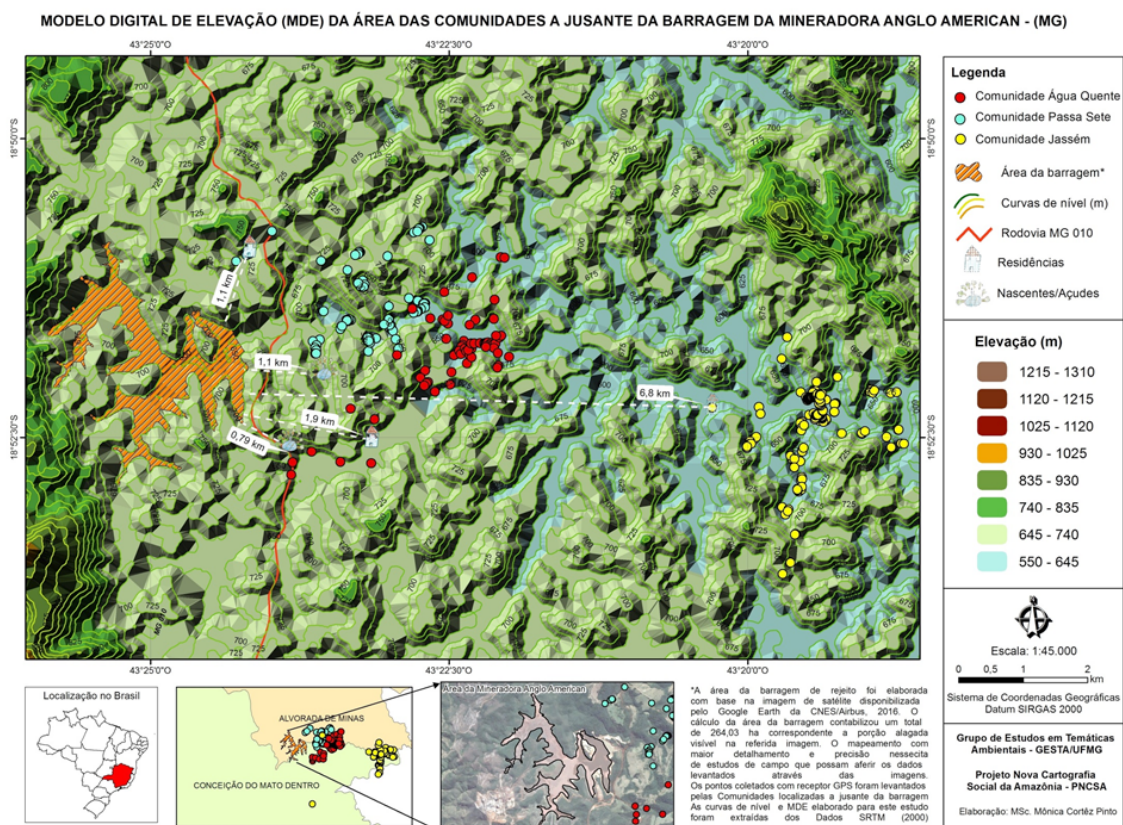 MODELO DIGITAL DE ELEVAÇÃO (MDE) DA ÁREA DAS COMUNIDADES A JUSANTE DA BARRAGEM DA MINERADORA ANGLO AMERICAN - (MG)
43°25'0"O 43°22'30"O 43°20'0"O
18°50'0"S 18°50'0"S
18°52'30"S 18°52'30"S
1,1 km
1,1 km
1,9 km
0,79 km
6,8 km
MG 010
43°25'0"O 43°22'30"O 43°20'0"O
Legenda
Comunidade Água Quente
Comunidade Passa Sete
Comunidade Jassém
Área da barragem*
Curvas de nível (m)
Rodovia MG 010
Residências
Nascentes/Açudes
Elevação (m)
1215 - 1310
1120 - 1215
1025 - 1120
930 - 1025
835 - 930
740 - 835
645 - 740
550 - 645
Escala: 1:45.000
0 0,5 1 2
km
Sistema de Coordenadas Geográficas
Datum SIRGAS 2000
Grupo de Estudos em Temáticas
Ambientais - GESTA/UFMG
Projeto Nova Cartografia
Social da Amazônia - PNCSA
Elaboração: MSc. Mônica Cortêz Pinto
Localização no Brasil
ALVORADA DE MINAS
CONCEIÇÃO DO MATO DENTRO
Área da Mineradora Anglo American
*A área da barragem de rejeito foi elaborada
com base na imagem de satélite disponibilizada
pelo Google Earth da CNES/Airbus, 2016. O
cálculo da área da barragem contabilizou um total
de 264,03 ha correspondente a porção alagada
visível na referida imagem. O mapeamento com
maior detalhamento e precisão nessecita
de estudos de campo que possam aferir os dados
levantados através das imagens.
Os pontos coletados com receptor GPS foram levantados
pelas Comunidades localizadas a jusante da barragem
As curvas de nível e MDE elaborado para este estudo
foram extraídas dos Dados SRTM (2000)